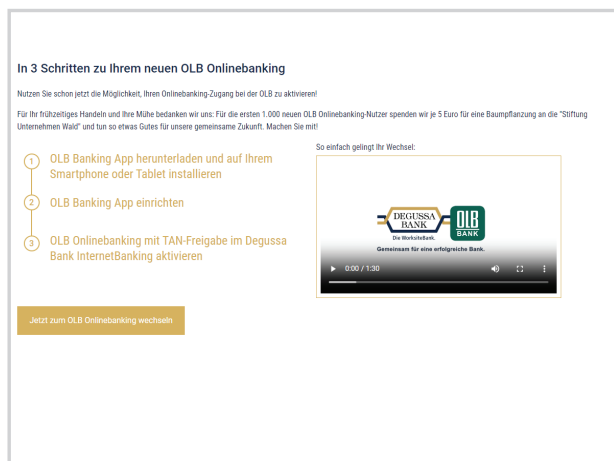 In 3 Schritten zu Ihrem neuen OLB Onlinebanking
Nutzen Sie schon jetzt die Möglichkeit, Ihren Onlinebanking-Zugang bei der OLB zu aktivieren!
Für Ihr frühzeitiges Handeln und Ihre Mühe bedanken wir uns: Für die ersten 1.000 neuen OLB Onlinebanking-Nutzer spenden wir je 5 Euro für eine Baumpflanzung an die "Stiftung
Unternehmen Wald" und tun so etwas Gutes für unsere gemeinsame Zukunft. Machen Sie mit!
1
OLB Banking App herunterladen und auf Ihrem
Smartphone oder Tablet installieren
2
OLB Banking App einrichten
3
OLB Onlinebanking mit TAN-Freigabe im Degussa
Bank InternetBanking aktivieren
So einfach gelingt Ihr Wechsel:
DEGUSSA
BANK
Die WorksiteBank.
OLB
BANK
Gemeinsam für eine erfolgreiche Bank.
0:00 / 1:30
Jetzt zum OLB Onlinebanking wechseln